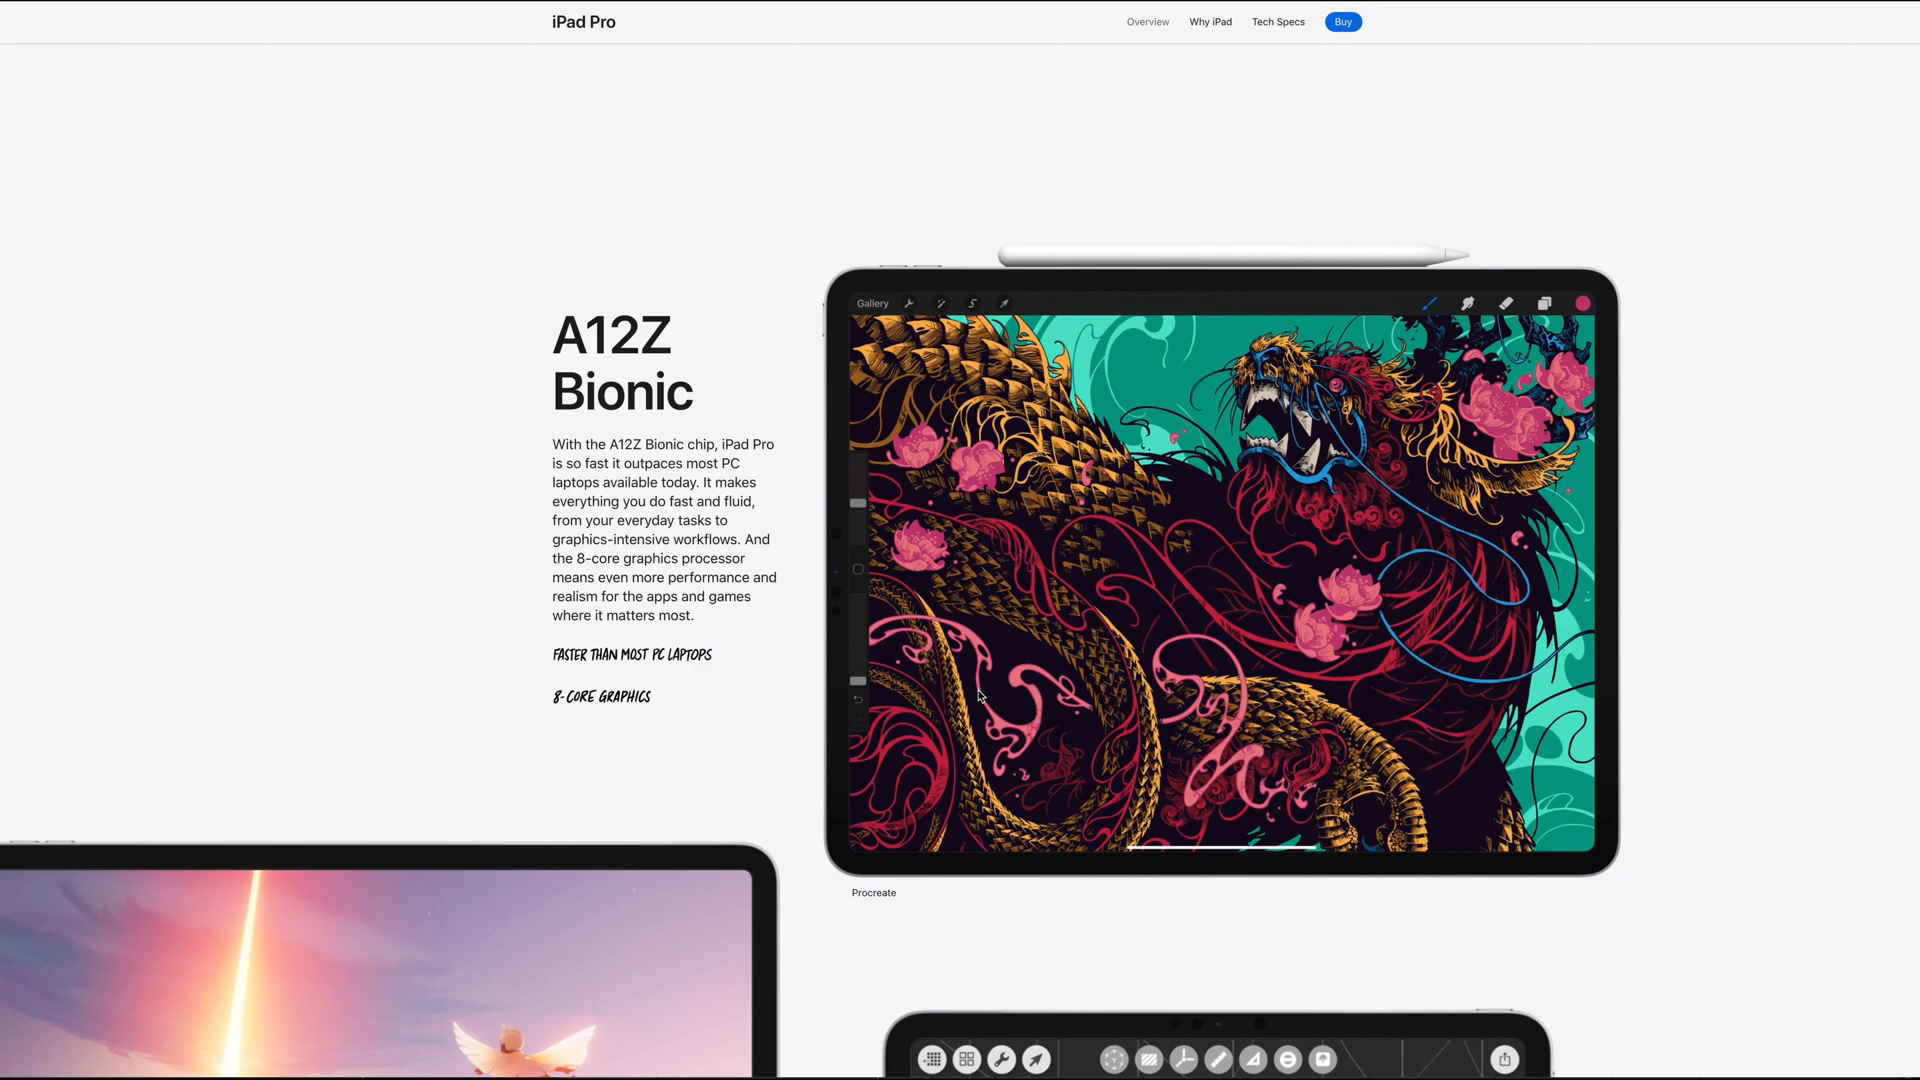 iPad Pro
Overview
Why iPad
Tech Specs
Buy
A12Z
Bionic
With the A12Z Bionic chip, iPad Pro
is so fast it outpaces most PC
laptops available today. It makes
everything you do fast and fluid,
from your everyday tasks to
graphics-intensive workflows. And
the 8-core graphics processor
means even more performance and
realism for the apps and games
where it matters most.
FASTER THAN MOST PC LAPTOPS
8-CORE GRAPHICS
Gallery
Procreate